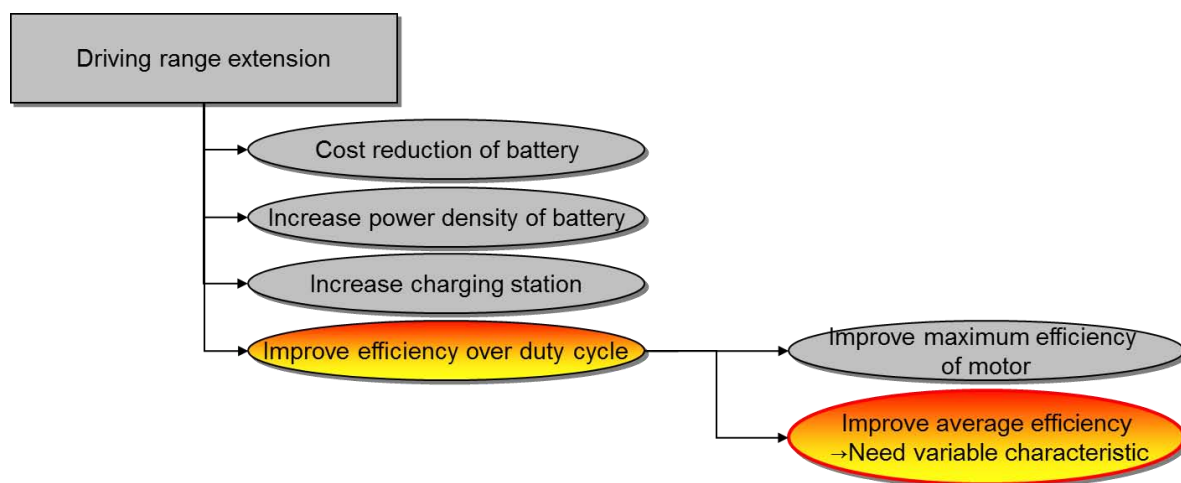 Driving range extension
Cost reduction of battery
Increase power density of battery
Increase charging station
Improve efficiency over duty cycle
Improve maximum efficiency
of motor
Improve average efficiency
→Need variable characteristic